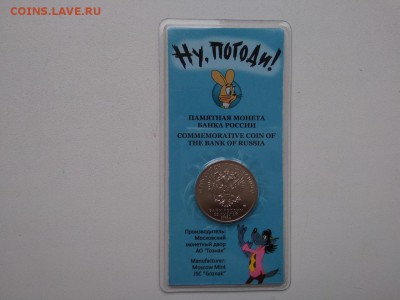 COINS.LAVE.RU
Ну, погоди!
ПАМЯТНАЯ МОНЕТА
БАНКА РОССИИ
COMMEMORATIVE COIN OF
THE BANK OF RUSSIA
Производитель:
Московский
монетный двор
АО "Гознак"
Manufacturer:
Moscow Mint
JSC "Goznak"